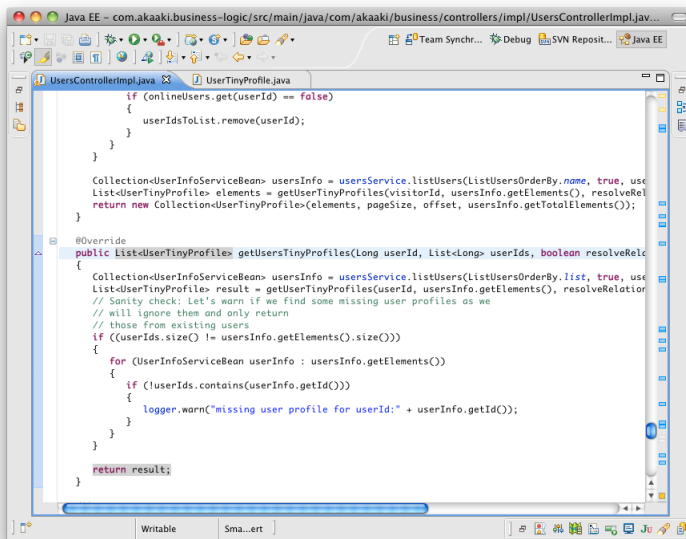 Java EE – com.akaaki.business-logic/src/main/java/com/akaaki/business/controllers/impl/UsersControllerImpl.jav...
Team Synchr... Debug SVN Reposit... Java EE
UsersControllerImpl.java UserTinyProfile.java
if (onlineUsers.get(userId) == false)
{
userIdsToList.remove(userId);
}
}
}
Collection<UserInfoServiceBean> usersInfo = usersService.listUsers(ListUsersOrderBy.name, true, use
List<UserTinyProfile> elements = getUserTinyProfiles(visitorId, usersInfo.getElements(), resolveRel
return new Collection<UserTinyProfile>(elements, pageSize, offset, usersInfo.getTotalElements());
}
@Override
public List<UserTinyProfile> getUsersTinyProfiles(Long userId, List<Long> userIds, boolean resolveRela
{
Collection<UserInfoServiceBean> usersInfo = usersService.listUsers(ListUsersOrderBy.list, true, use
List<UserTinyProfile> result = getUserTinyProfiles(userId, usersInfo.getElements(), resolveRelation
// Sanity check: Let's warn if we find some missing user profiles as we
// will ignore them and only return
// those from existing users
if ((userIds.size() != usersInfo.getElements().size()))
{
for (UserInfoServiceBean userInfo : usersInfo.getElements())
{
if (!userIds.contains(userInfo.getId()))
{
logger.warn("missing user profile for userId:" + userInfo.getId());
}
}
}
return result;
}
Writable Sma...ert